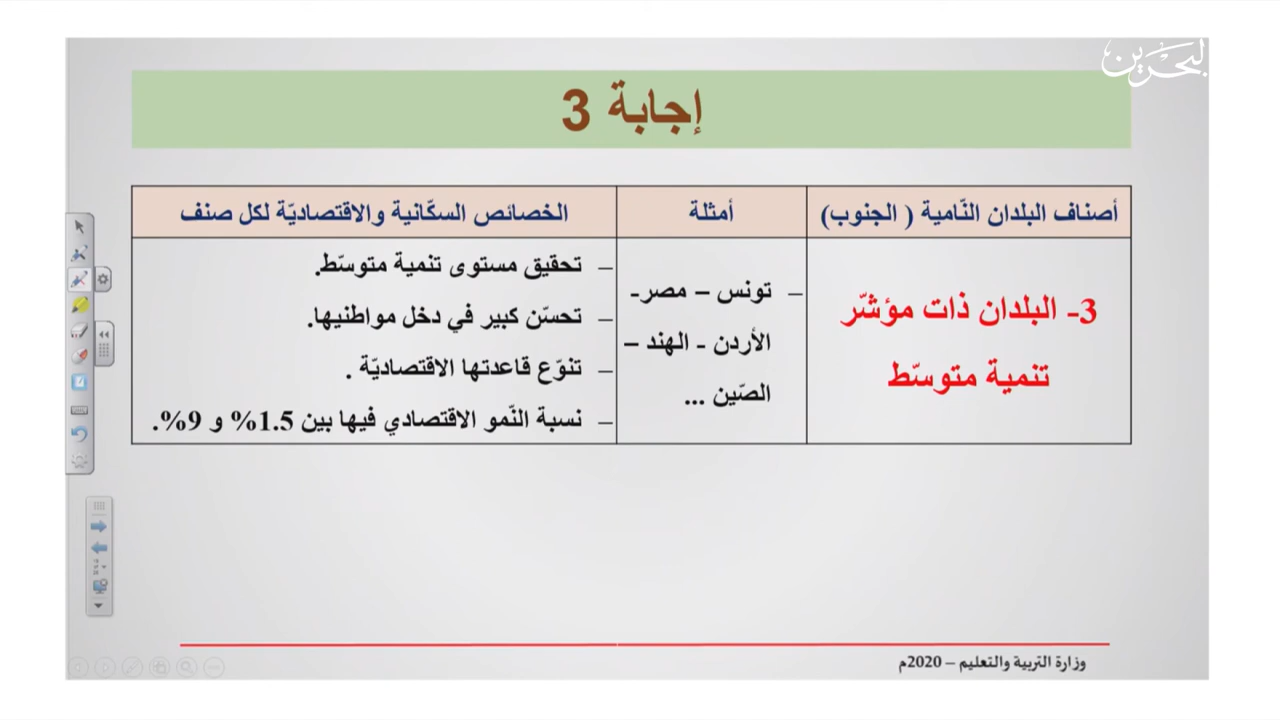 البحرين
إجابة 3
أصناف البلدان النّامية ( الجنوب)
أمثلة
الخصائص السكّانية والاقتصاديّة لكل صنف
3- البلدان ذات مؤشّر
تنمية متوسّط
– تونس – مصر-
الأردن - الهند –
الصّين ...
– تحقيق مستوى تنمية متوسّط.
– تحسّن كبير في دخل مواطنيها.
– تنوّع قاعدتها الاقتصاديّة .
– نسبة النّمو الاقتصادي فيها بين 1.5% و 9%.
وزارة التربية والتعليم – 2020م